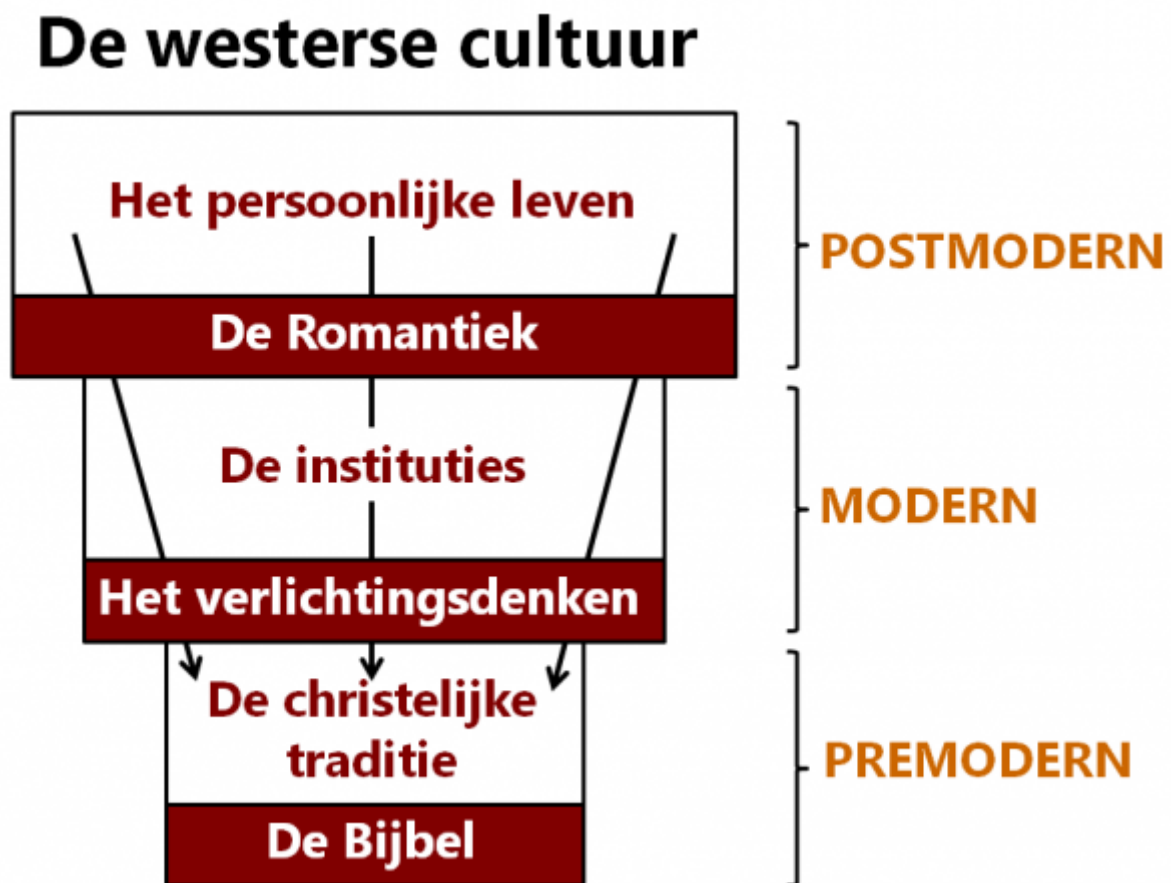 De westerse cultuur
Het persoonlijke leven
POSTMODERN
De Romantiek
De instituties
MODERN
Het verlichtingsdenken
De christelijke
traditie
PREMODERN
De Bijbel